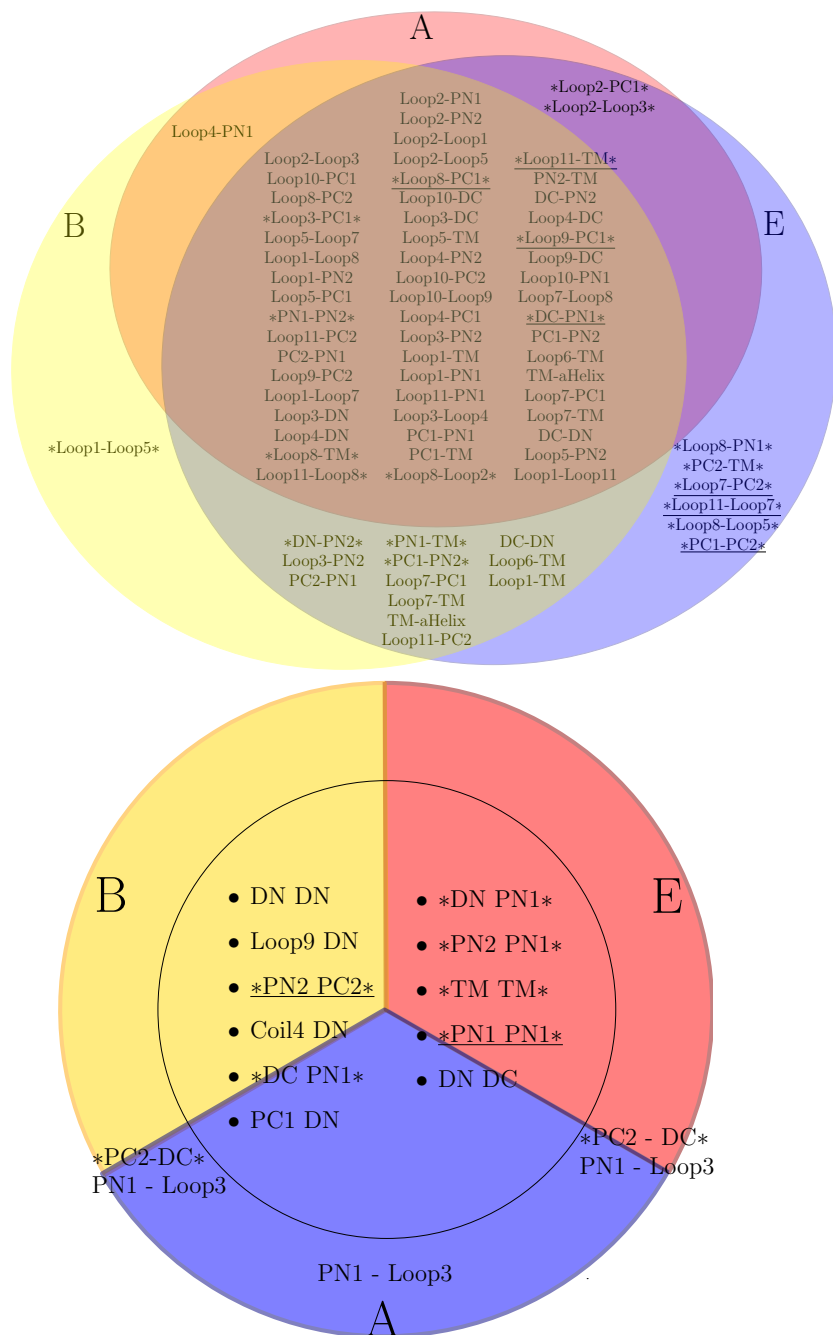 A
*Loop2-PC1*
*Loop2-Loop3*
Loop4-PN1
B
E
Loop2-Loop3
Loop10-PC1
Loop8-PC2
*Loop3-PC1*
Loop5-Loop7
Loop1-Loop8
Loop1-PN2
Loop5-PC1
*PN1-PN2*
Loop11-PC2
PC2-PN1
Loop9-PC2
Loop1-Loop7
Loop3-DN
Loop4-DN
*Loop8-TM*
Loop11-Loop8*
Loop2-PN1
Loop2-PN2
Loop2-Loop1
Loop2-Loop5
*Loop8-PC1*
Loop10-DC
Loop3-DC
Loop5-TM
Loop4-PN2
Loop10-PC2
Loop10-Loop9
Loop4-PC1
Loop3-PN2
Loop1-TM
Loop1-PN1
Loop11-PN1
Loop3-Loop4
PC1-PN1
PC1-TM
*Loop8-Loop2*
*Loop11-TM*
PN2-TM
DC-PN2
Loop4-DC
*Loop9-PC1*
Loop9-DC
Loop10-PN1
Loop7-Loop8
*DC-PN1*
PC1-PN2
Loop6-TM
TM-aHelix
Loop7-PC1
Loop7-TM
DC-DN
Loop5-PN2
Loop1-Loop11
*Loop1-Loop5*
*Loop8-PN1*
*PC2-TM*
*Loop7-PC2*
*Loop11-Loop7*
*Loop8-Loop5*
*PC1-PC2*
*DN-PN2*
Loop3-PN2
PC2-PN1
*PN1-TM*
*PC1-PN2*
Loop7-PC1
Loop7-TM
TM-aHelix
Loop11-PC2
DC-DN
Loop6-TM
Loop1-TM
B
E
• DN DN
• Loop9 DN
• *PN2 PC2*
• Coil4 DN
• *DC PN1*
• PC1 DN
• *DN PN1*
• *PN2 PN1*
• *TM TM*
• *PN1 PN1*
• DN DC
*PC2-DC*
PN1 - Loop3
*PC2 - DC*
PN1 - Loop3
PN1 - Loop3
A